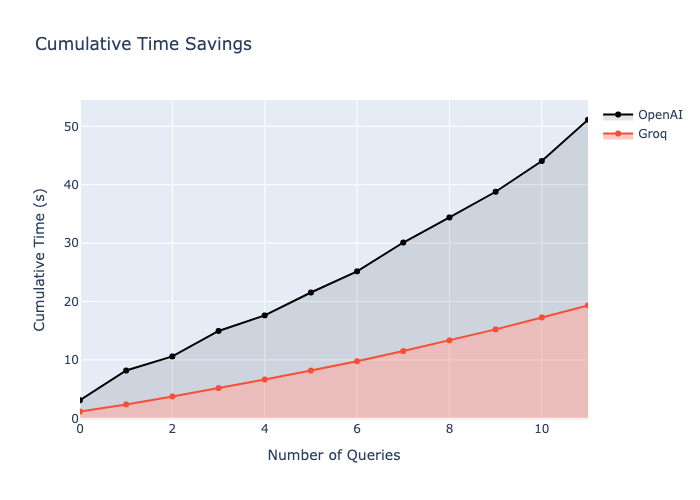 Cumulative Time Savings
OpenAI
Groq
50
40
30
20
10
0
Cumulative Time (s)
0 2 4 6 8 10
Number of Queries